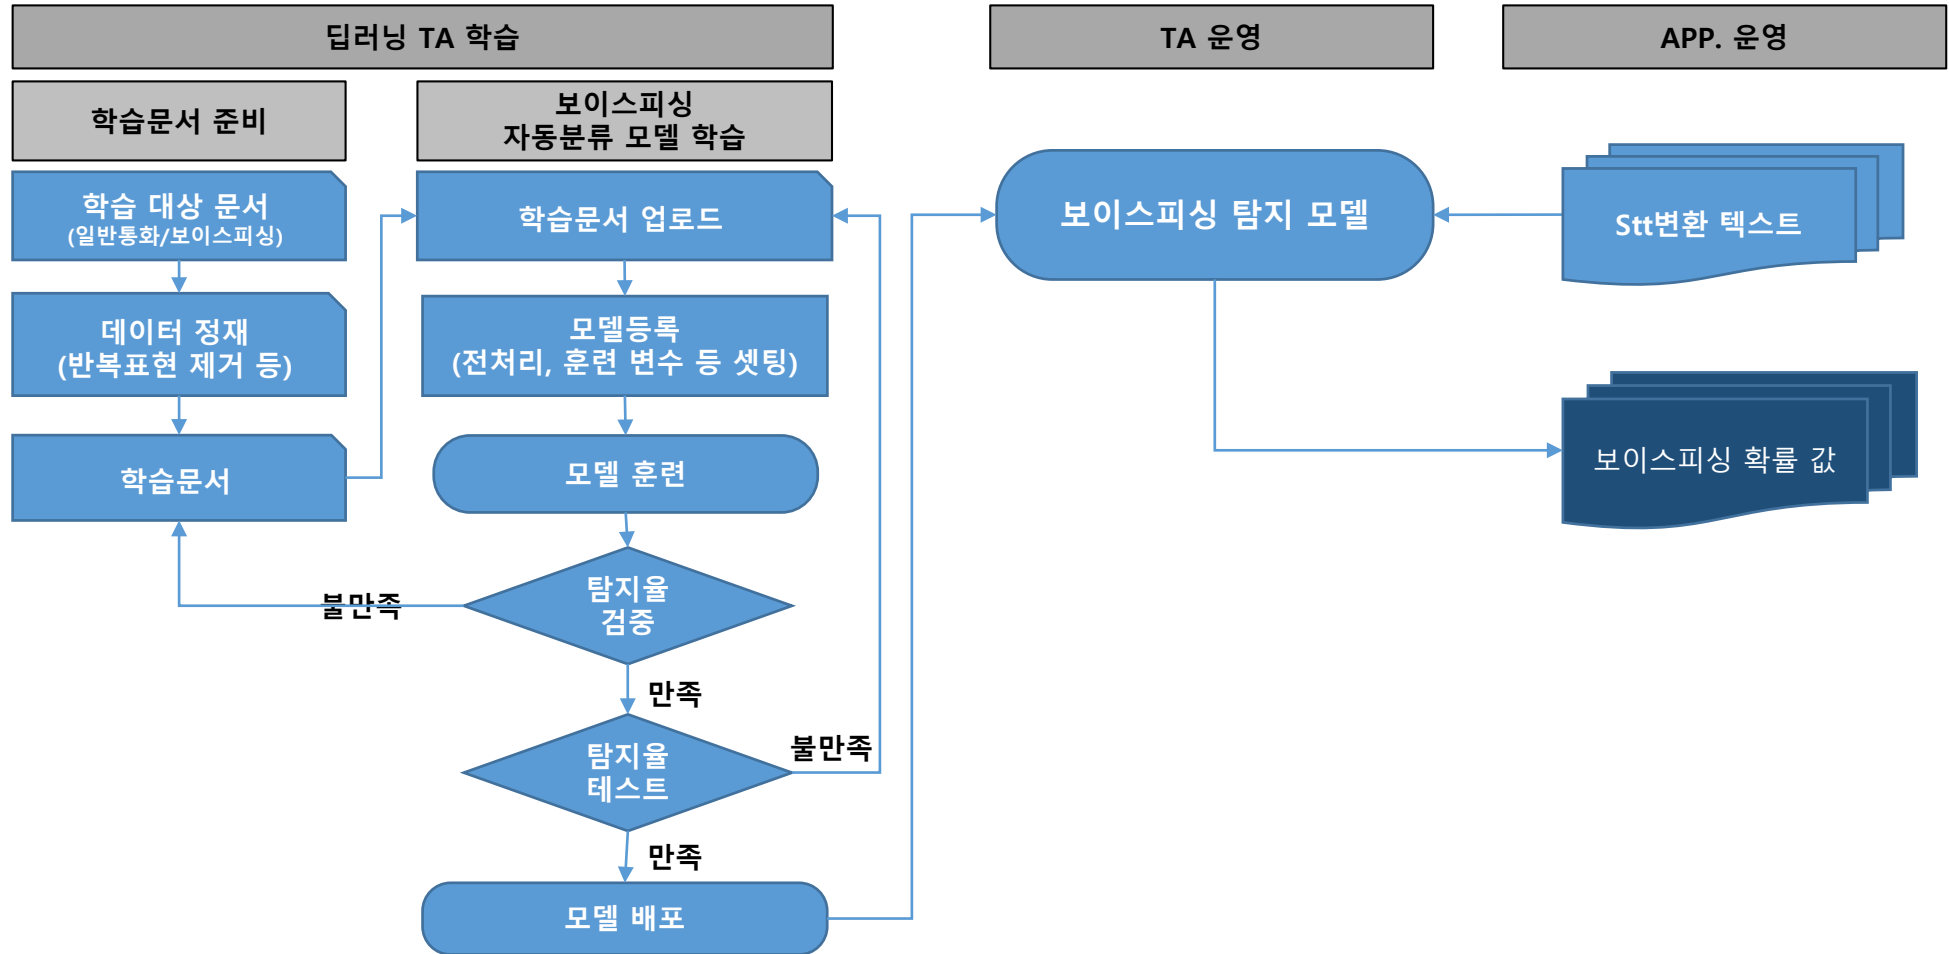 딥러닝 TA 학습
TA 운영
APP. 운영
학습문서 준비
보이스피싱
자동분류 모델 학습
학습 대상 문서
(일반통화/보이스피싱)
학습문서 업로드
보이스피싱 탐지 모델
Stt변환 텍스트
데이터 정재
(반복표현 제거 등)
모델등록
(전처리, 훈련 변수 등 셋팅)
학습문서
모델 훈련
보이스피싱 확률 값
탐지율
검증
불만족
만족
탐지율
테스트
불만족
만족
모델 배포